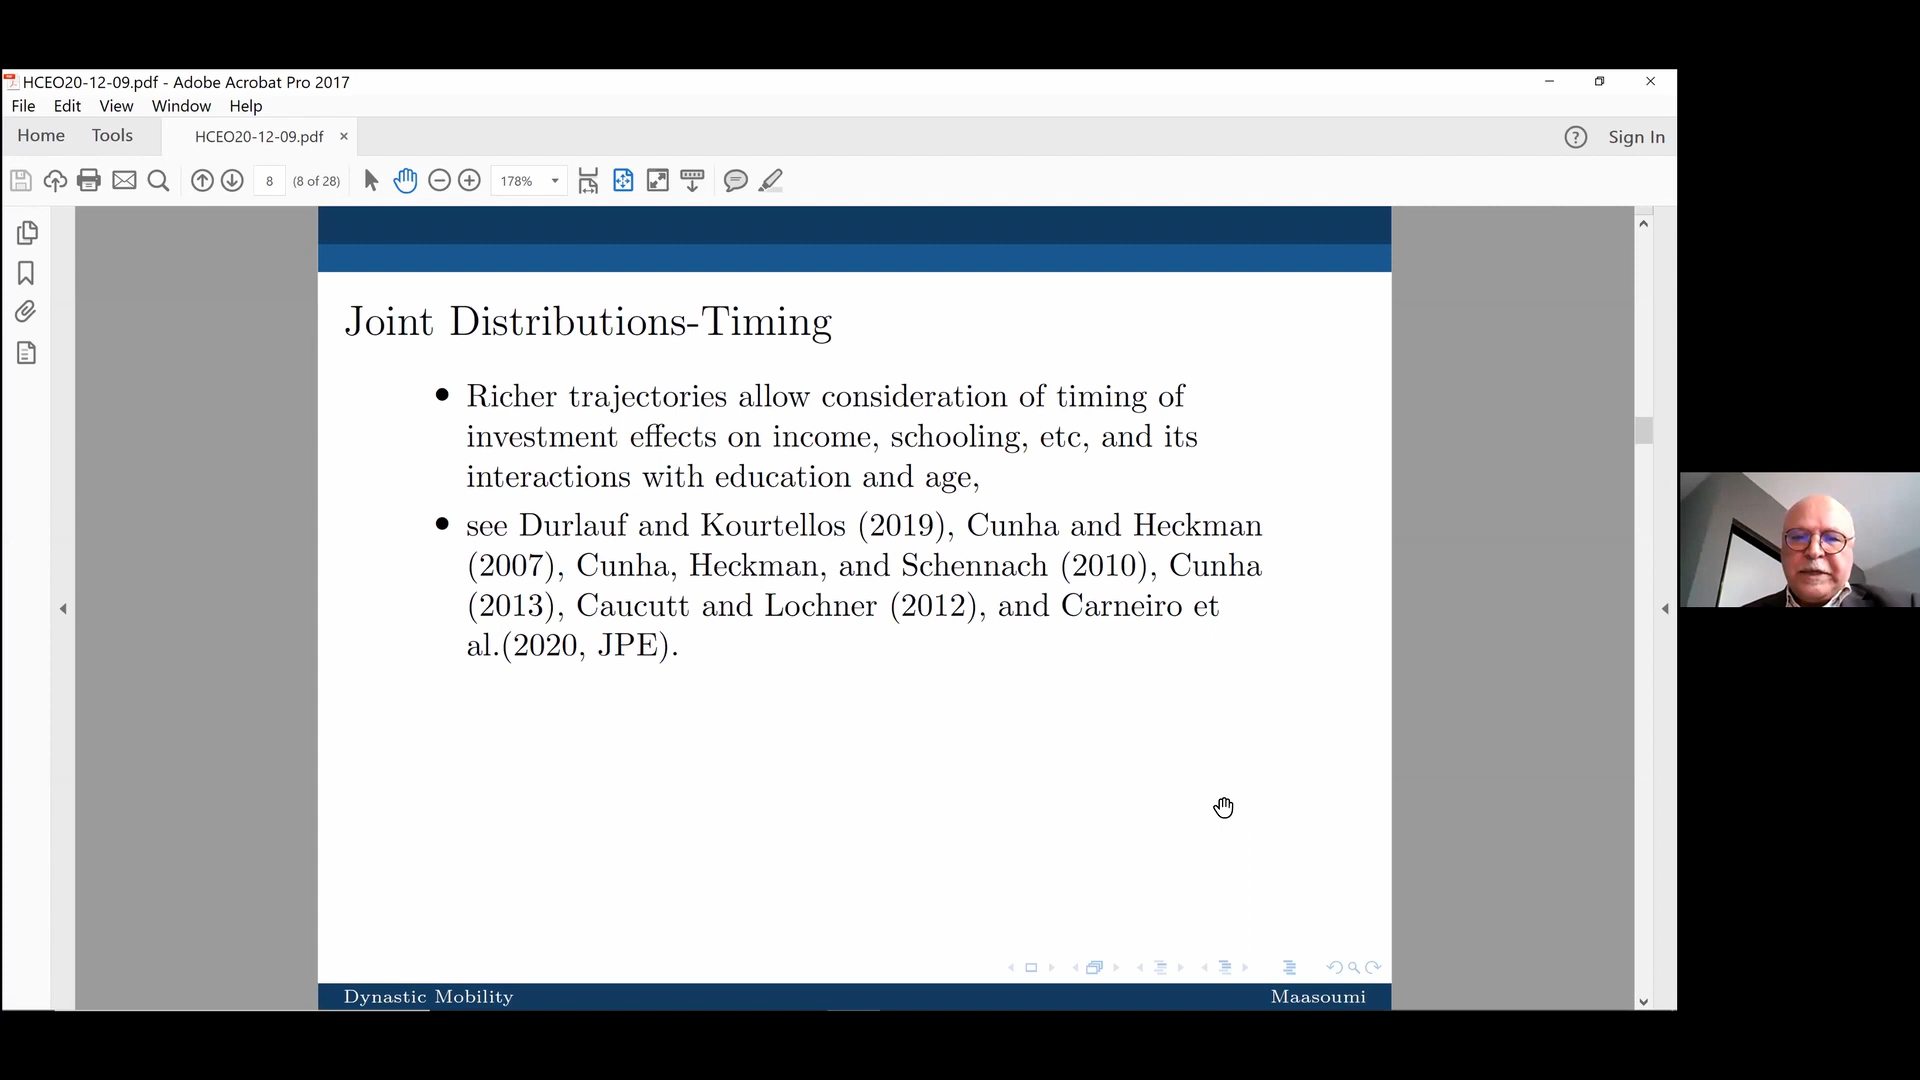 HCEO20-12-09.pdf - Adobe Acrobat Pro 2017
File Edit View Window Help
Home Tools HCEO20-12-09.pdf × ? Sign In
8 (8 of 28) 178%
Joint Distributions-Timing
• Richer trajectories allow consideration of timing of
investment effects on income, schooling, etc, and its
interactions with education and age,
• see Durlauf and Kourtellos (2019), Cunha and Heckman
(2007), Cunha, Heckman, and Schennach (2010), Cunha
(2013), Caucutt and Lochner (2012), and Carneiro et
al.(2020, JPE).
Dynastic Mobility Maasoumi